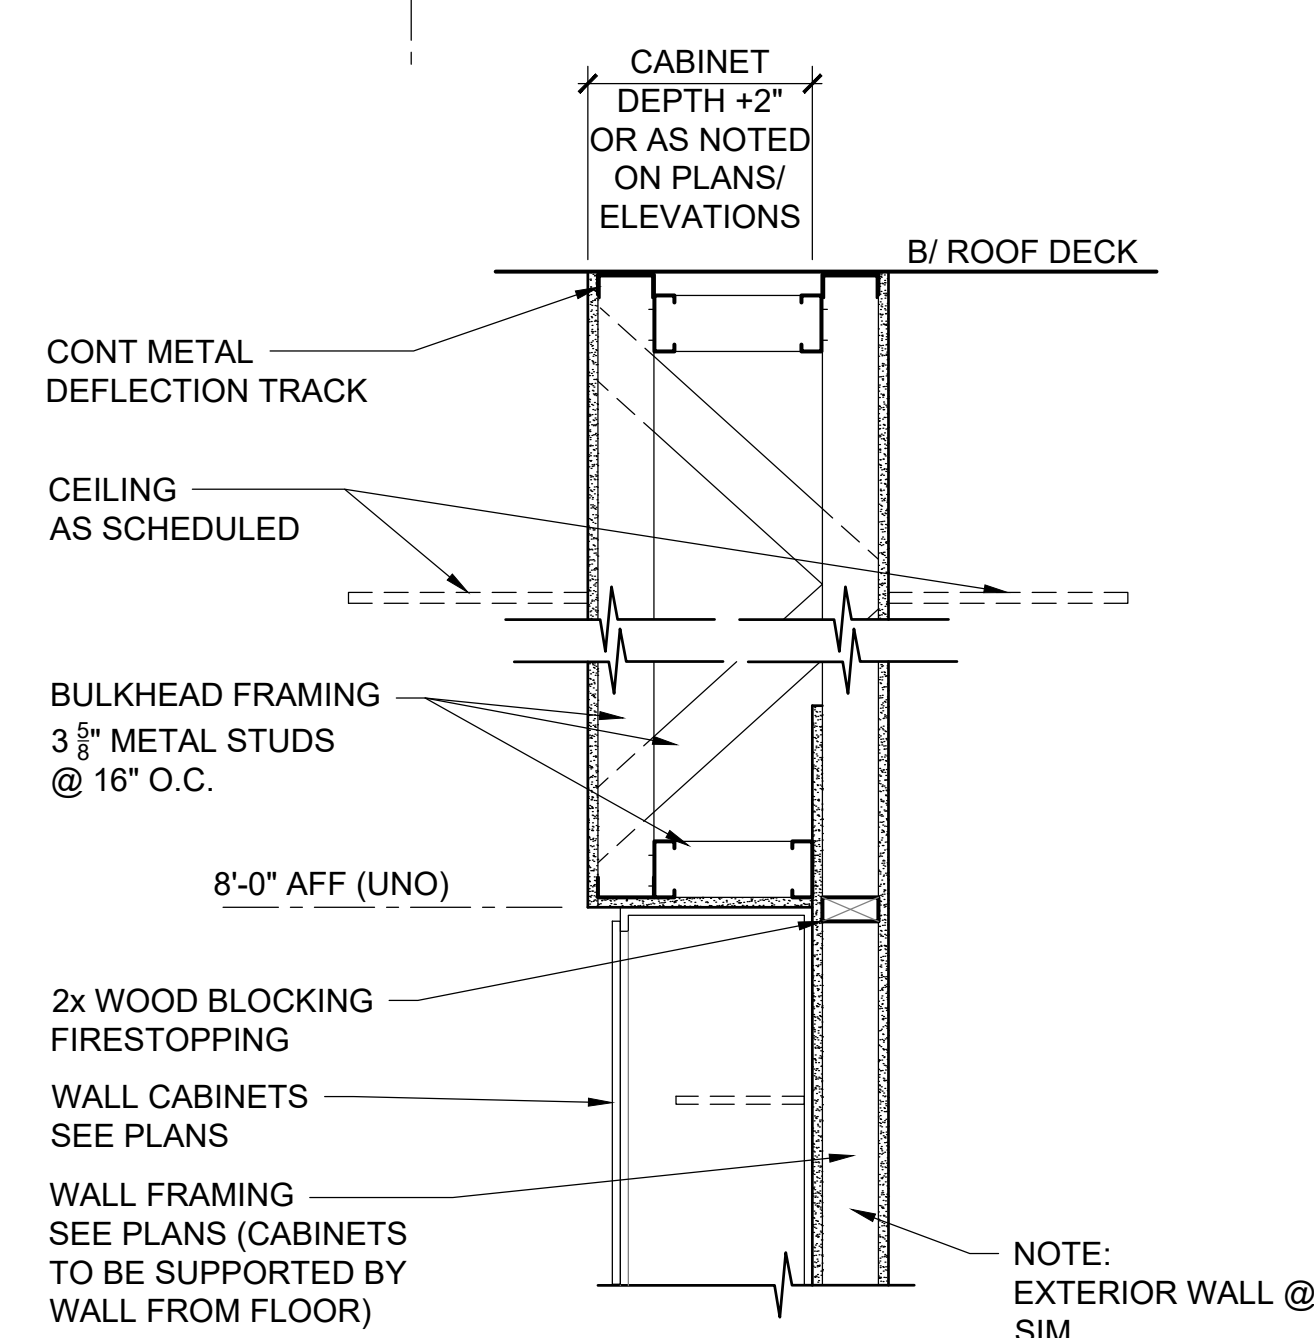 CABINET
DEPTH +2"
OR AS NOTED
ON PLANS/
ELEVATIONS
B/ ROOF DECK
CONT METAL
DEFLECTION TRACK
CEILING
AS SCHEDULED
BULKHEAD FRAMING
3 5/8" METAL STUDS
@ 16" O.C.
8'-0" AFF (UNO)
2x WOOD BLOCKING
FIRESTOPPING
WALL CABINETS
SEE PLANS
WALL FRAMING
SEE PLANS (CABINETS
TO BE SUPPORTED BY
WALL FROM FLOOR)
NOTE:
EXTERIOR WALL @
SIM